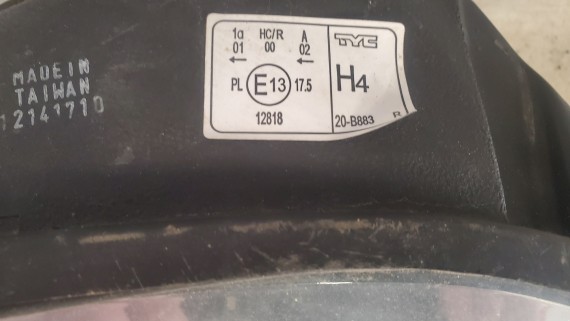 MADE IN
TAIWAN
12141710
1a HC/R A
01 00 02
← ←
PL E13 17.5
12818
TYC
H4
20-B883 R